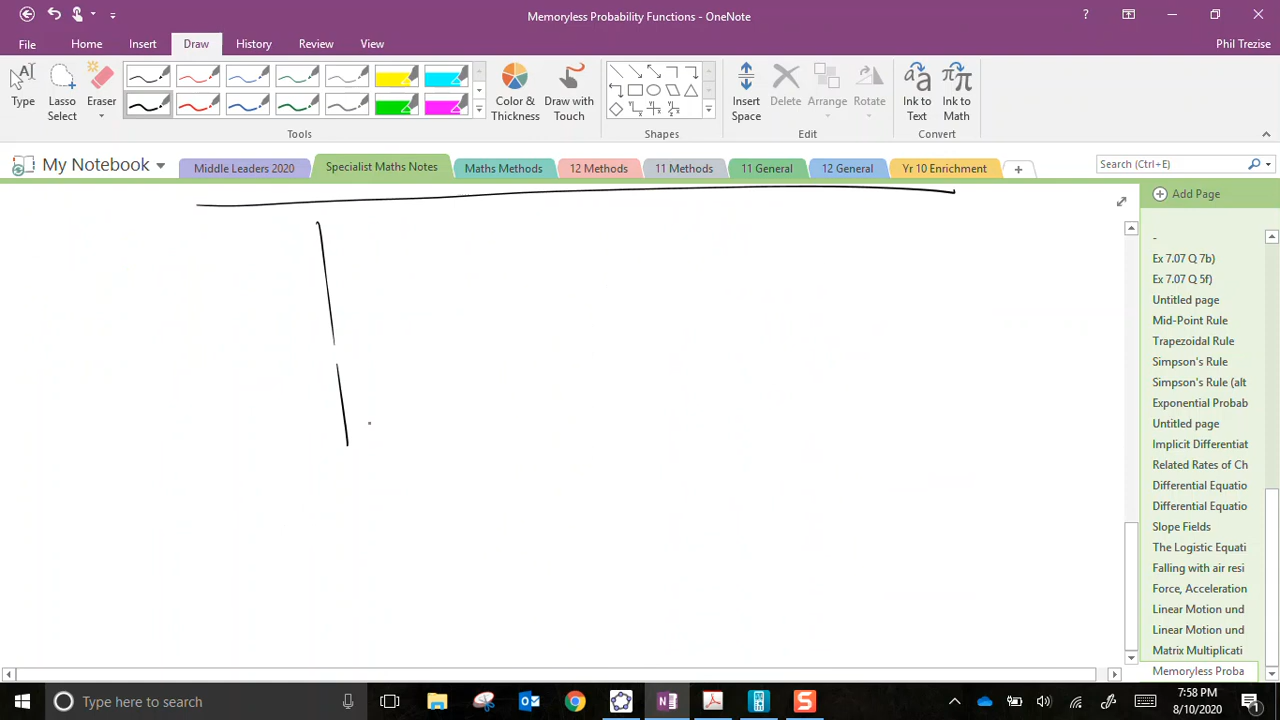 Memoryless Probability Functions - OneNote
File Home Insert Draw History Review View Phil Trezise
Type
Lasso Select
Eraser
Color & Thickness
Draw with Touch
Insert Space
Delete
Arrange
Rotate
Ink to Text
Ink to Math
Tools Shapes Edit Convert
My Notebook Middle Leaders 2020 Specialist Maths Notes Maths Methods 12 Methods 11 Methods 11 General 12 General Yr 10 Enrichment Search (Ctrl+E)
Add Page
-
Ex 7.07 Q 7b)
Ex 7.07 Q 5f)
Untitled page
Mid-Point Rule
Trapezoidal Rule
Simpson's Rule
Simpson's Rule (alt
Exponential Probab
Untitled page
Implicit Differentiat
Related Rates of Ch
Differential Equatio
Differential Equatio
Slope Fields
The Logistic Equati
Falling with air resi
Force, Acceleration
Linear Motion und
Linear Motion und
Matrix Multiplicati
Memoryless Proba
Type here to search
7:58 PM
8/10/2020